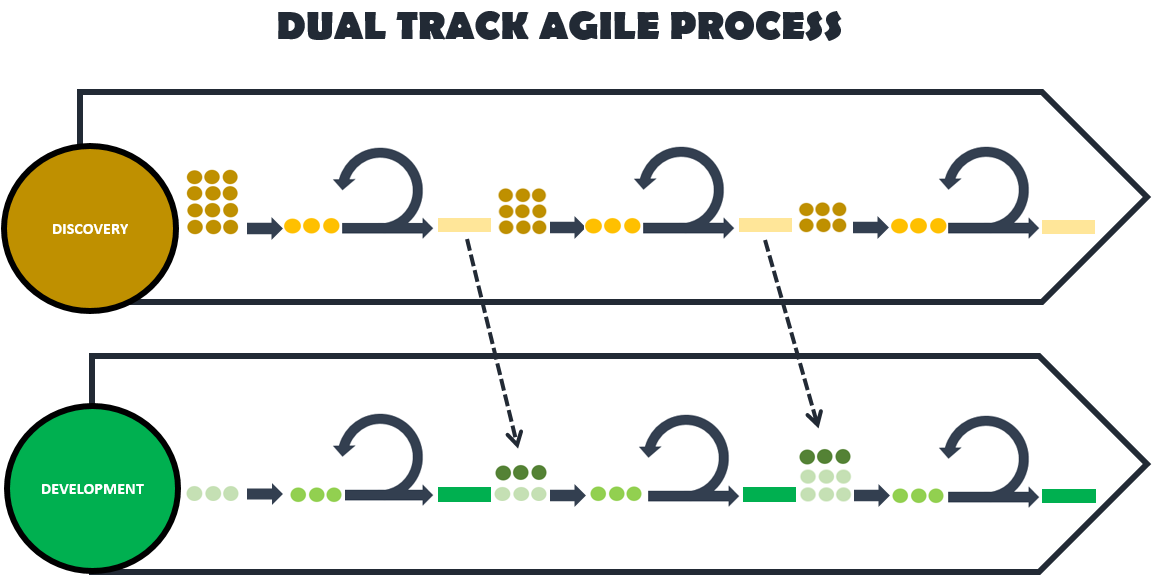 DUAL TRACK AGILE PROCESS
DISCOVERY
DEVELOPMENT